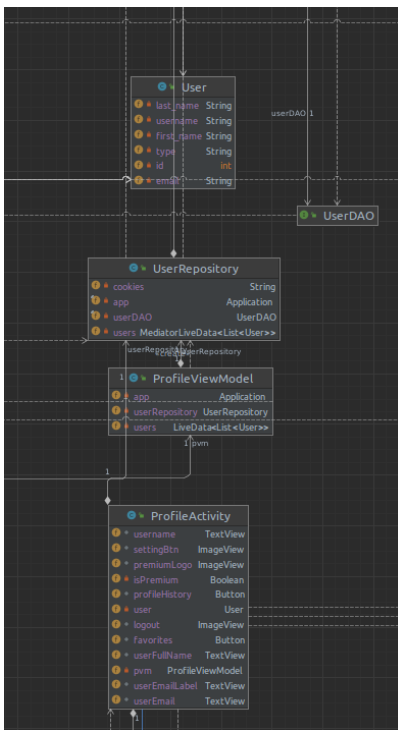 User
last_name String
username String
first_name String
type String
id int
email String
userDAO 1
UserDAO
UserRepository
cookies String
app Application
userDAO UserDAO
users MediatorLiveData<List<User>>
userRepository
userRepository
1
ProfileViewModel
app Application
userRepository UserRepository
users LiveData<List<User>>
1 pvm
1
ProfileActivity
username TextView
settingBtn ImageView
premiumLogo ImageView
isPremium Boolean
profileHistory Button
user User
logout ImageView
favorites Button
userFullName TextView
pvm ProfileViewModel
userEmailLabel TextView
userEmail TextView
1